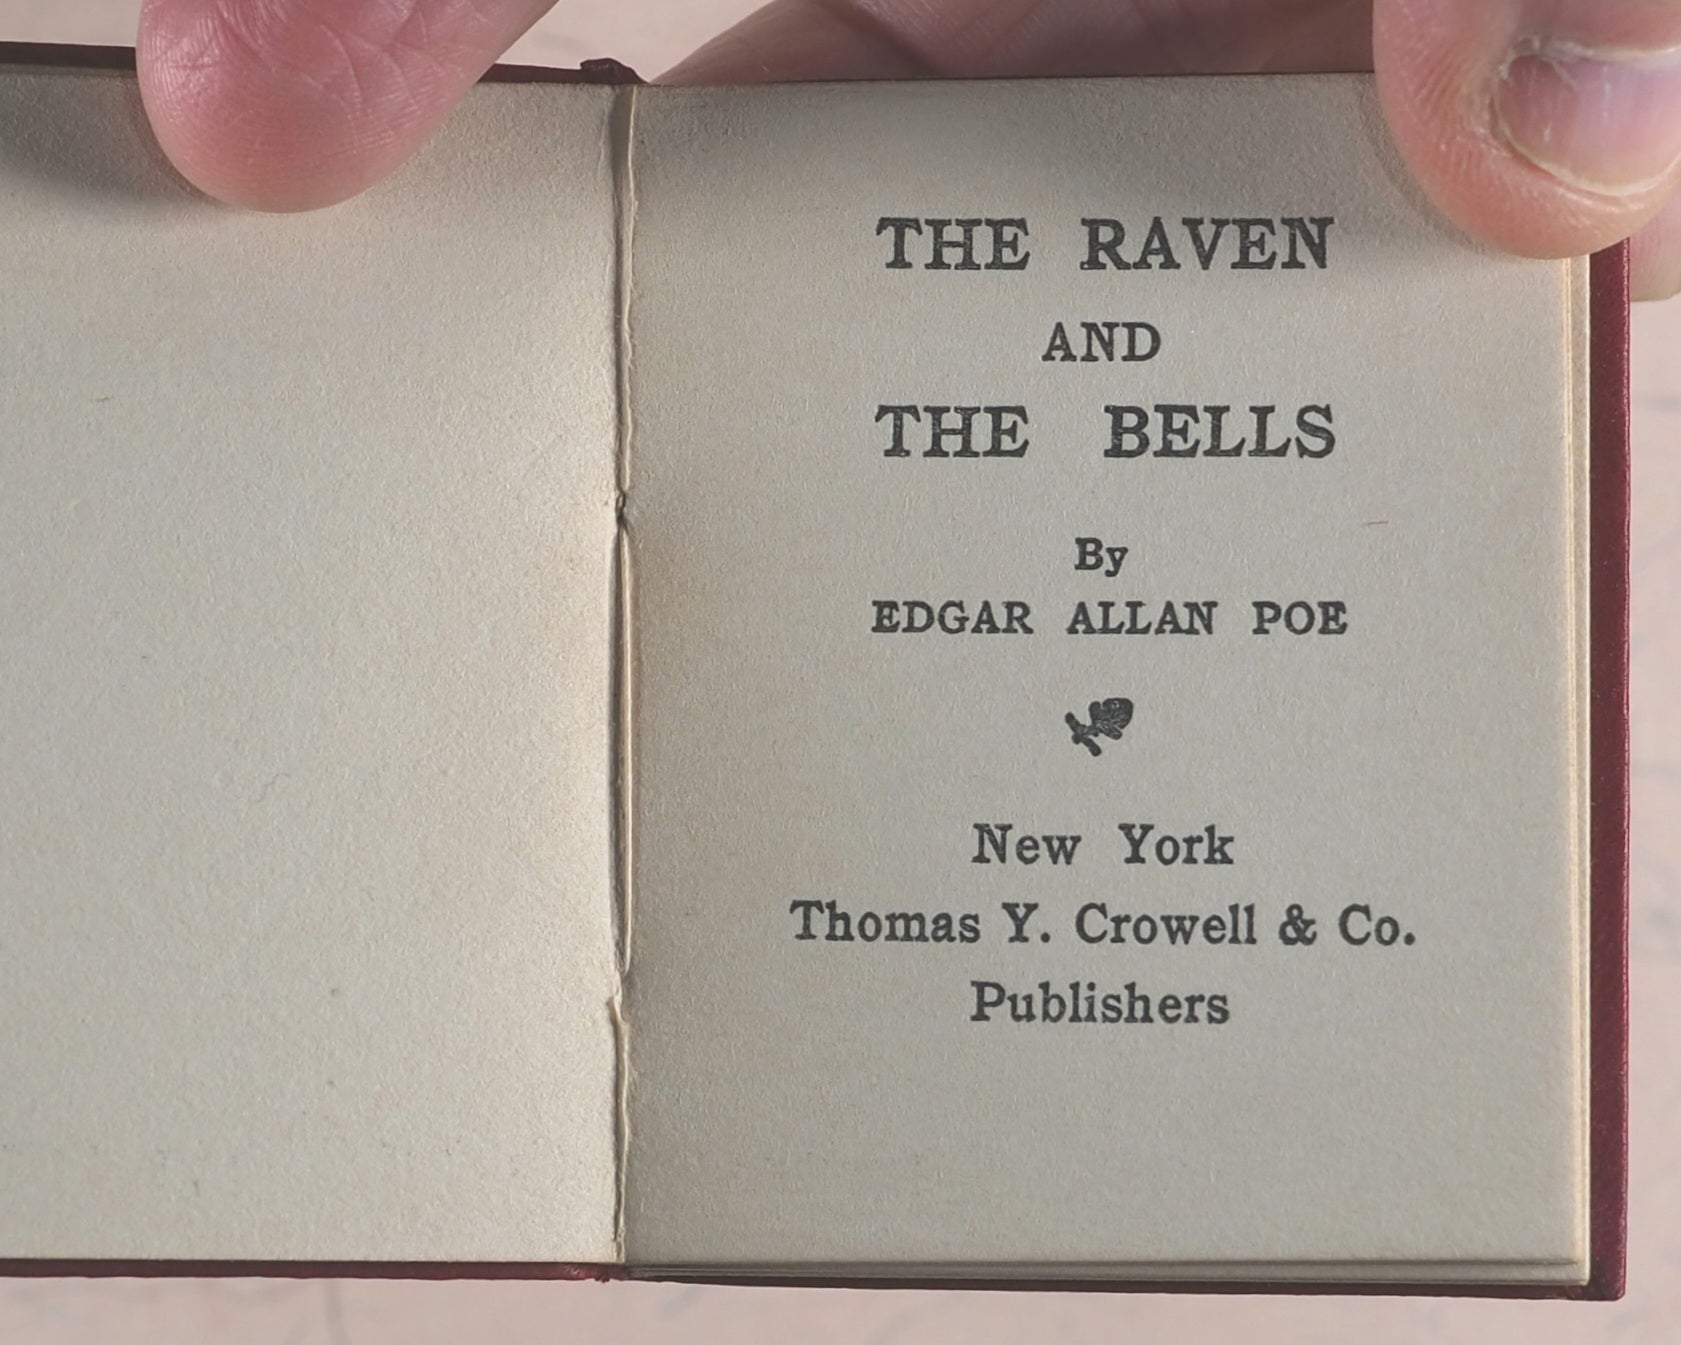 THE RAVEN
AND
THE BELLS
By
EDGAR ALLAN POE
New York
Thomas Y. Crowell & Co.
Publishers